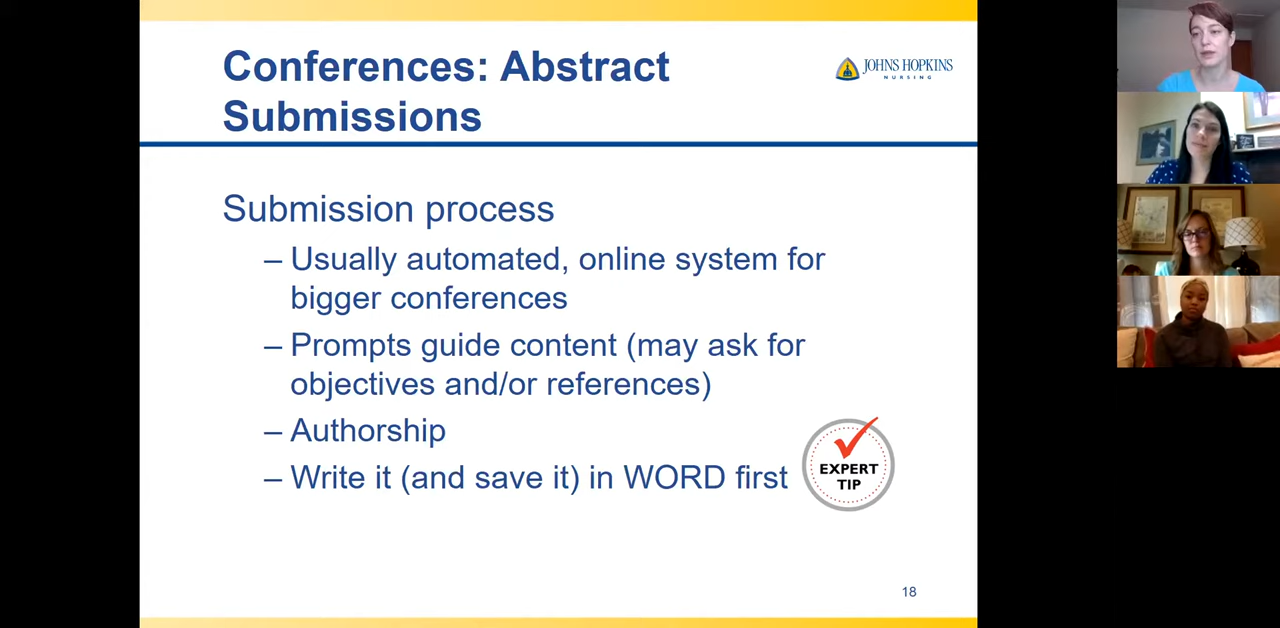 Conferences: Abstract
Submissions
JOHNS HOPKINS
NURSING
Submission process
– Usually automated, online system for
bigger conferences
– Prompts guide content (may ask for
objectives and/or references)
– Authorship
– Write it (and save it) in WORD first
EXPERT
TIP
18